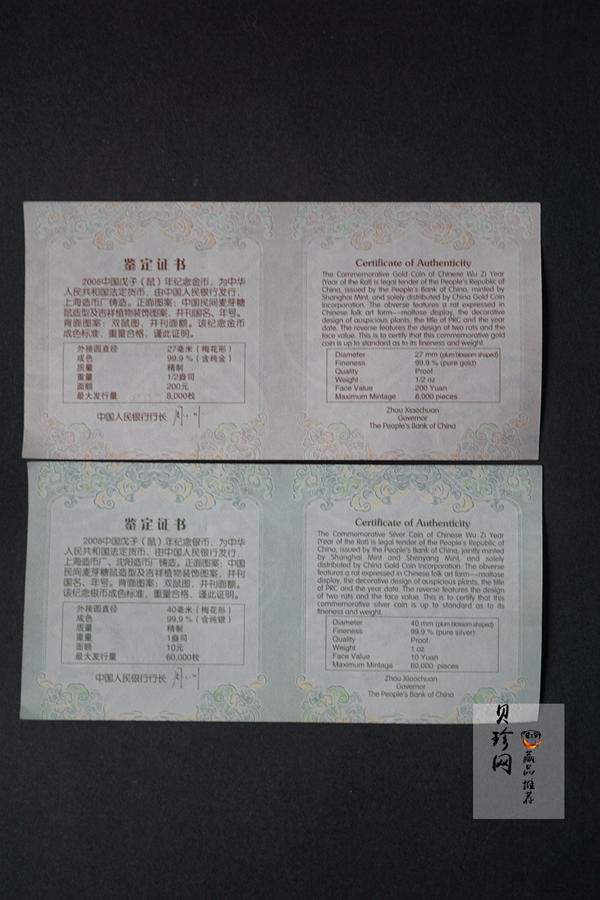 鉴定证书
2008中国戊子（鼠）年纪念金币，为中华
人民共和国法定货币，由中国人民银行发行，
上海造币厂铸造。正面图案：中国民间麦芽糖
鼠造型及吉祥植物装饰图案，并刊国名、年号。
背面图案：双鼠图，并刊面额。该纪念金币
成色标准，重量合格，谨此证明。
外接圆直径 27毫米（梅花形）
成色 99.9％（含纯金）
质量 精制
重量 1/2盎司
面额 200元
最大发行量 8,000枚
中国人民银行行长
Certificate of Authenticity
The Commemorative Gold Coin of Chinese Wu Zi Year
(Year of the Rat) is legal tender of the People's Republic of
China, issued by the People's Bank of China, minted by
Shanghai Mint, and solely distributed by China Gold Coin
Incorporation. The obverse features a rat expressed in
Chinese folk art form—maltose display, the decorative
design of auspicious plants, the title of PRC and the year
date. The reverse features the design of two rats and the
face value. This is to certify that this commemorative gold
coin is up to standard as to its fineness and weight.
Diameter 27 mm (plum blossom shaped)
Fineness 99.9 % (pure gold)
Quality Proof
Weight 1/2 oz
Face Value 200 Yuan
Maximum Mintage 8,000 pieces
Zhou Xiaochuan
Governor
The People's Bank of China
鉴定证书
2008中国戊子（鼠）年纪念银币，为中华
人民共和国法定货币，由中国人民银行发行，
上海造币厂、沈阳造币厂铸造。正面图案：中国
民间麦芽糖鼠造型及吉祥植物装饰图案，并刊
国名、年号。背面图案：双鼠图，并刊面额。
该纪念银币成色标准，重量合格，谨此证明。
外接圆直径 40毫米（梅花形）
成色 99.9％（含纯银）
质量 精制
重量 1盎司
面额 10元
最大发行量 60,000枚
中国人民银行行长
Certificate of Authenticity
The Commemorative Silver Coin of Chinese Wu Zi Year
(Year of the Rat) is legal tender of the People's Republic of
China, issued by the People's Bank of China, jointly minted
by Shanghai Mint and Shenyang Mint, and solely
distributed by China Gold Coin Incorporation. The obverse
features a rat expressed in Chinese folk art form—maltose
display, the decorative design of auspicious plants, the title
of PRC and the year date. The reverse features the design
of two rats and the face value. This is to certify that this
commemorative silver coin is up to standard as to its
fineness and weight.
Diameter 40 mm (plum blossom shaped)
Fineness 99.9 % (pure silver)
Quality Proof
Weight 1 oz
Face Value 10 Yuan
Maximum Mintage 60,000 pieces
Zhou Xiaochuan
Governor
The People's Bank of China
贝珍网
藏品推荐